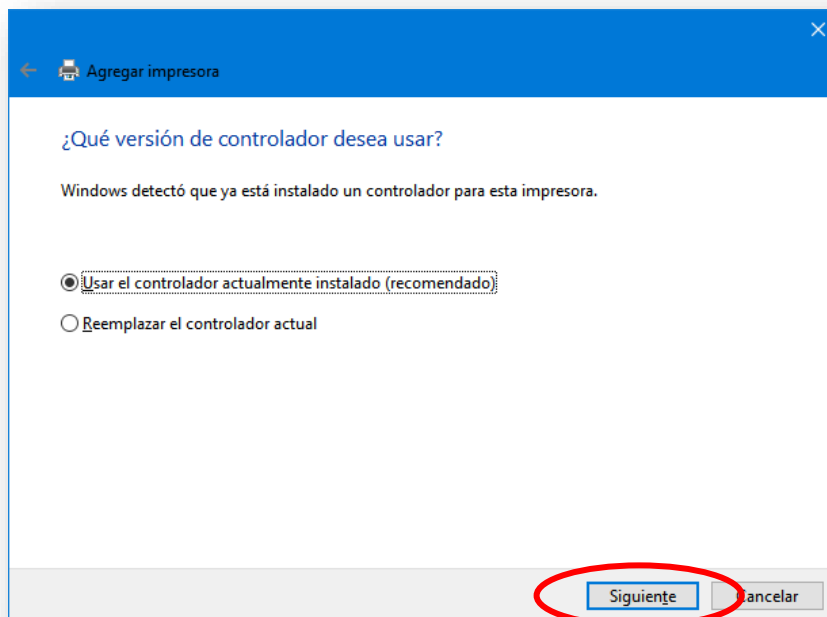 Agregar impresora
¿Qué versión de controlador desea usar?
Windows detectó que ya está instalado un controlador para esta impresora.
Usar el controlador actualmente instalado (recomendado)
Reemplazar el controlador actual
Siguiente Cancelar